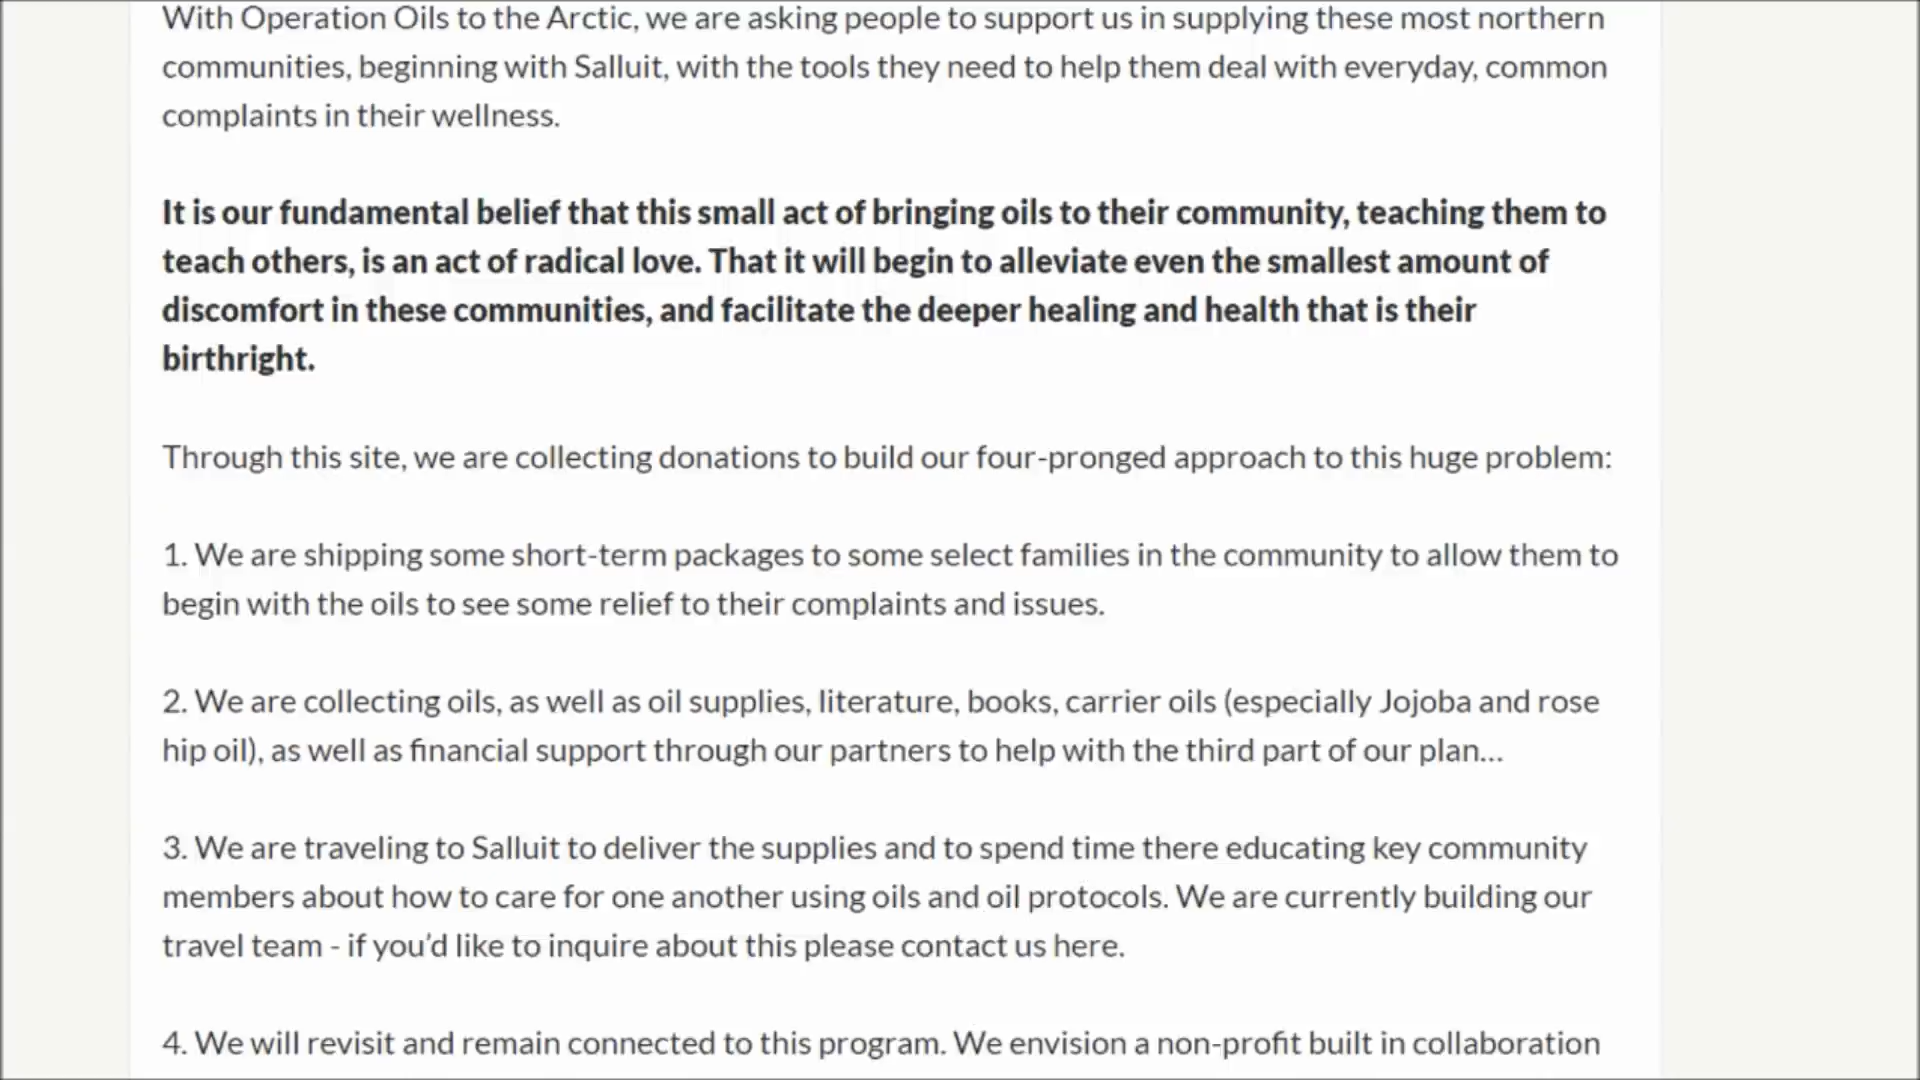 With Operation Oils to the Arctic, we are asking people to support us in supplying these most northern
communities, beginning with Salluit, with the tools they need to help them deal with everyday, common
complaints in their wellness.
It is our fundamental belief that this small act of bringing oils to their community, teaching them to
teach others, is an act of radical love. That it will begin to alleviate even the smallest amount of
discomfort in these communities, and facilitate the deeper healing and health that is their
birthright.
Through this site, we are collecting donations to build our four-pronged approach to this huge problem:
1. We are shipping some short-term packages to some select families in the community to allow them to
begin with the oils to see some relief to their complaints and issues.
2. We are collecting oils, as well as oil supplies, literature, books, carrier oils (especially Jojoba and rose
hip oil), as well as financial support through our partners to help with the third part of our plan...
3. We are traveling to Salluit to deliver the supplies and to spend time there educating key community
members about how to care for one another using oils and oil protocols. We are currently building our
travel team - if you'd like to inquire about this please contact us here.
4. We will revisit and remain connected to this program. We envision a non-profit built in collaboration